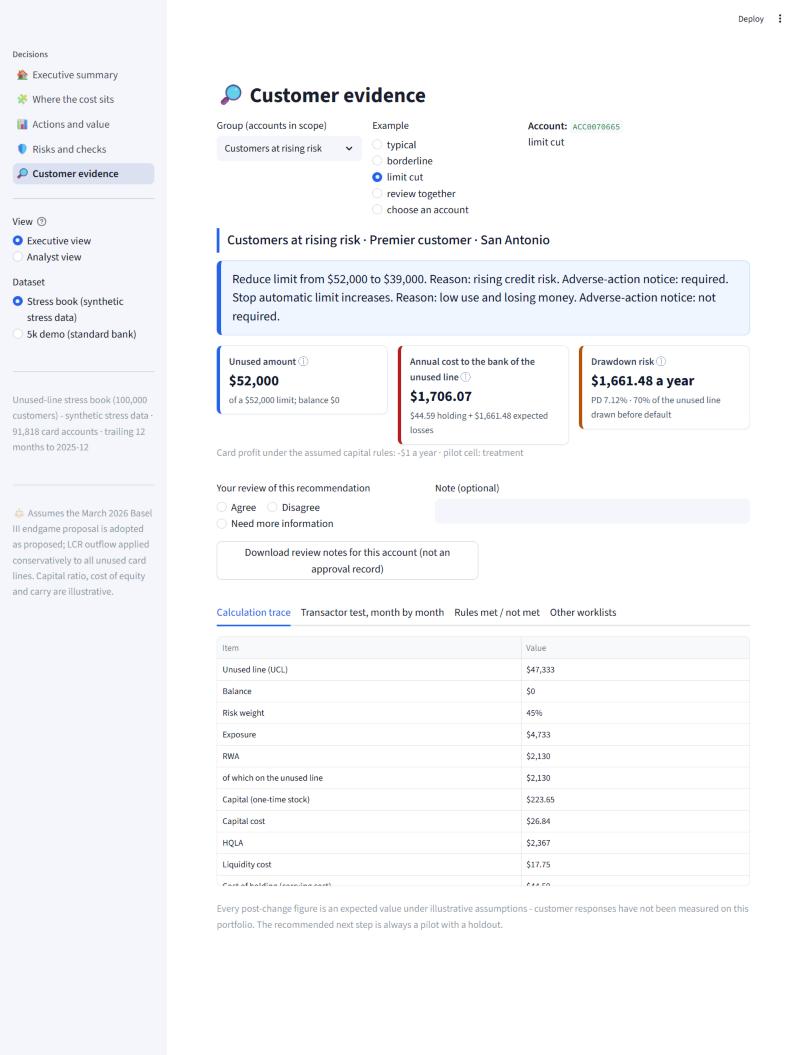 Deploy
Decisions
Executive summary
Where the cost sits
Actions and value
Risks and checks
Customer evidence
View
Executive view
Analyst view
Dataset
Stress book (synthetic
stress data)
5k demo (standard bank)
Unused-line stress book (100,000
customers) - synthetic stress data ·
91,818 card accounts · trailing 12
months to 2025-12
Assumes the March 2026 Basel
III endgame proposal is adopted
as proposed; LCR outflow applied
conservatively to all unused card
lines. Capital ratio, cost of equity
and carry are illustrative.
Customer evidence
Group (accounts in scope)
Customers at rising risk
Example
typical
borderline
limit cut
review together
choose an account
Account: ACC0070665
limit cut
Customers at rising risk · Premier customer · San Antonio
Reduce limit from $52,000 to $39,000. Reason: rising credit risk. Adverse-action notice: required.
Stop automatic limit increases. Reason: low use and losing money. Adverse-action notice: not
required.
Unused amount
$52,000
of a $52,000 limit; balance $0
Annual cost to the bank of the
unused line
$1,706.07
$44.59 holding + $1,661.48 expected
losses
Drawdown risk
$1,661.48 a year
PD 7.12% · 70% of the unused line
drawn before default
Card profit under the assumed capital rules: -$1 a year · pilot cell: treatment
Your review of this recommendation
Agree Disagree
Need more information
Note (optional)
Download review notes for this account (not an
approval record)
Calculation trace Transactor test, month by month Rules met / not met Other worklists
Item Value
Unused line (UCL) $47,333
Balance $0
Risk weight 45%
Exposure $4,733
RWA $2,130
of which on the unused line $2,130
Capital (one-time stock) $223.65
Capital cost $26.84
HQLA $2,367
Liquidity cost $17.75
Cost of holding (carrying cost) $44.59
Every post-change figure is an expected value under illustrative assumptions - customer responses have not been measured on this
portfolio. The recommended next step is always a pilot with a holdout.